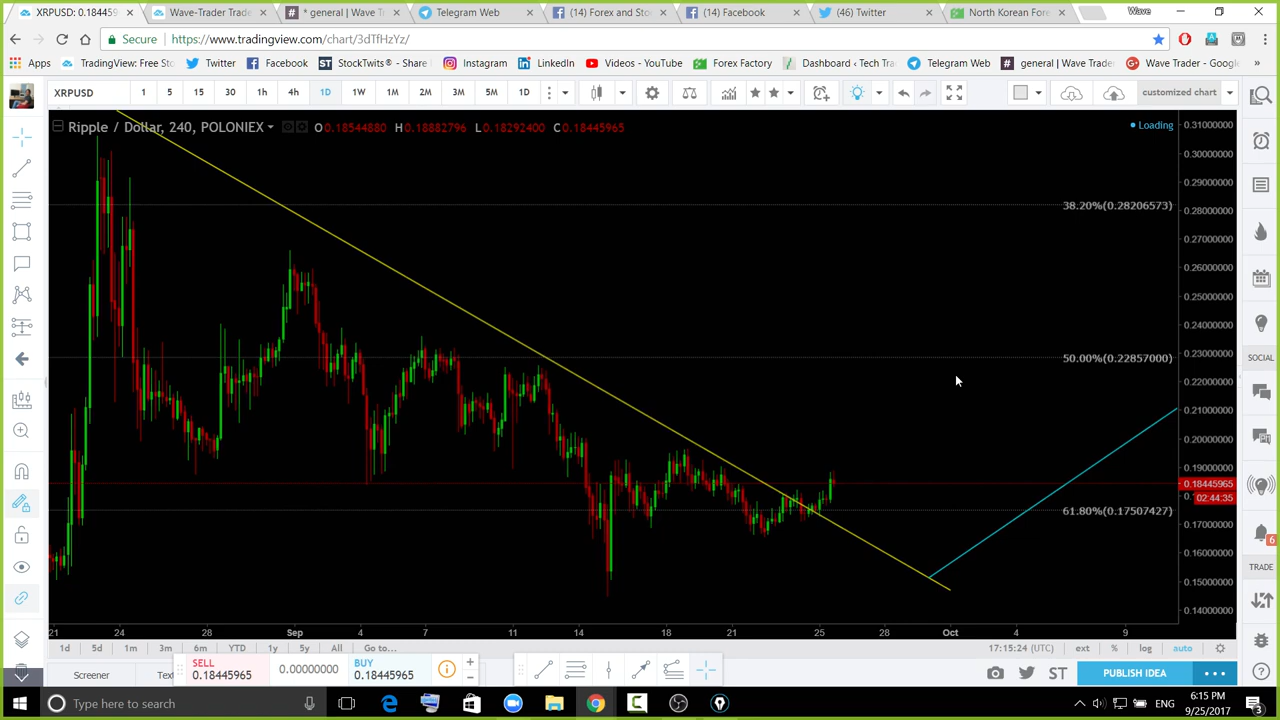 XRPUSD: 0.18445
Wave-Trader Trad
* general | Wave T
Telegram Web
(14) Forex and Sto
(14) Facebook
(46) Twitter
North Korean Fore
Wave
Secure
https://www.tradingview.com/chart/3dTfHzYz/
Apps
TradingView: Free St
Twitter
Facebook
StockTwits® - Share
Instagram
LinkedIn
Videos - YouTube
Forex Factory
Dashboard ‹ Tech Tra
Telegram Web
general | Wave Trade
Wave Trader - Google
XRPUSD
1 5 15 30 1h 4h 1D 1W 1M 2M 3M 5M 1D
customized chart
Ripple / Dollar, 240, POLONIEX
O 0.18544880 H 0.18882796 L 0.18292400 C 0.18445965
Loading
0.31000000
0.30000000
0.29000000
38.20%(0.28206573)
0.28000000
0.27000000
0.26000000
0.25000000
0.24000000
0.23000000
50.00%(0.22857000)
SOCIAL
0.22000000
0.21000000
0.20000000
0.19000000
0.18445965
02:44:35
61.80%(0.17507427)
0.17000000
6
0.16000000
TRADE
0.15000000
0.14000000
21 24 28 Sep 4 7 11 14 18 21 25 28 Oct 4 9
1d 5d 1m 3m 6m YTD 1y 5y All Go to...
17:15:24 (UTC) ext % log auto
Screener
Tex
SELL
0.18445965
0.00000000
BUY
0.18445965
ST
PUBLISH IDEA
Type here to search
ENG
6:15 PM
9/25/2017
3